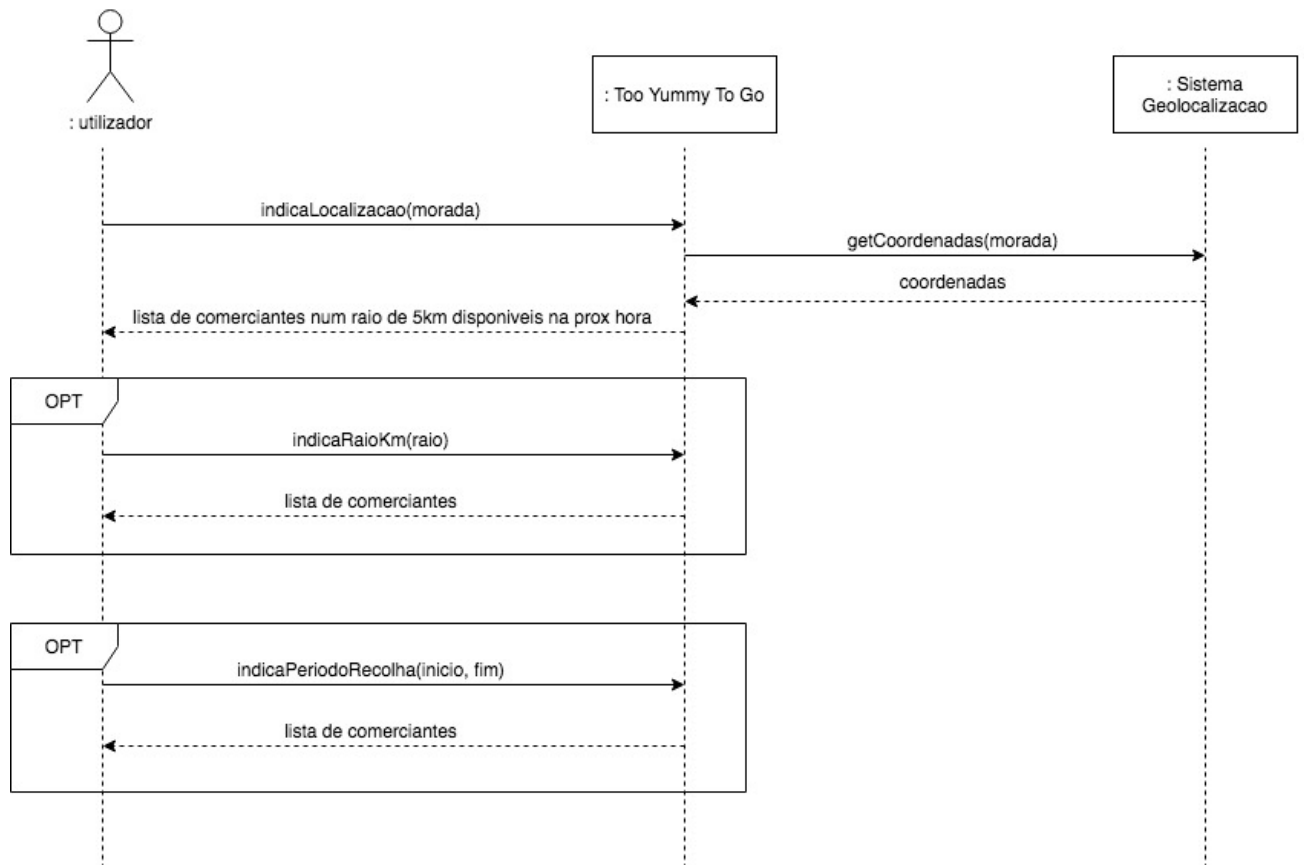 : utilizador
: Too Yummy To Go
: Sistema
Geolocalizacao
indicaLocalizacao(morada)
getCoordenadas(morada)
coordenadas
lista de comerciantes num raio de 5km disponiveis na prox hora
OPT
indicaRaioKm(raio)
lista de comerciantes
OPT
indicaPeriodoRecolha(inicio, fim)
lista de comerciantes